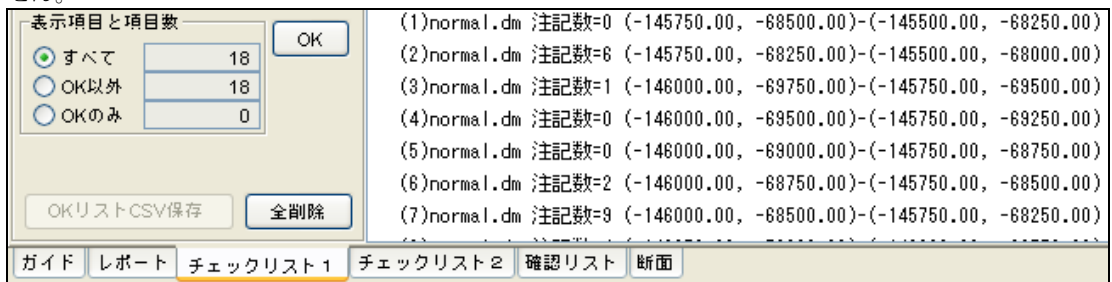 表示項目と項目数
すべて 18
OK以外 18
OKのみ 0
OK
OKリストCSV保存
全削除
(1)normal.dm 注記数=0 (-145750.00, -68500.00)-(-145500.00, -68250.00)
(2)normal.dm 注記数=6 (-145750.00, -68250.00)-(-145500.00, -68000.00)
(3)normal.dm 注記数=1 (-146000.00, -69750.00)-(-145750.00, -69500.00)
(4)normal.dm 注記数=0 (-146000.00, -69500.00)-(-145750.00, -69250.00)
(5)normal.dm 注記数=0 (-146000.00, -69000.00)-(-145750.00, -68750.00)
(6)normal.dm 注記数=2 (-146000.00, -68750.00)-(-145750.00, -68500.00)
(7)normal.dm 注記数=9 (-146000.00, -68500.00)-(-145750.00, -68250.00)
ガイド レポート チェックリスト1 チェックリスト2 確認リスト 断面